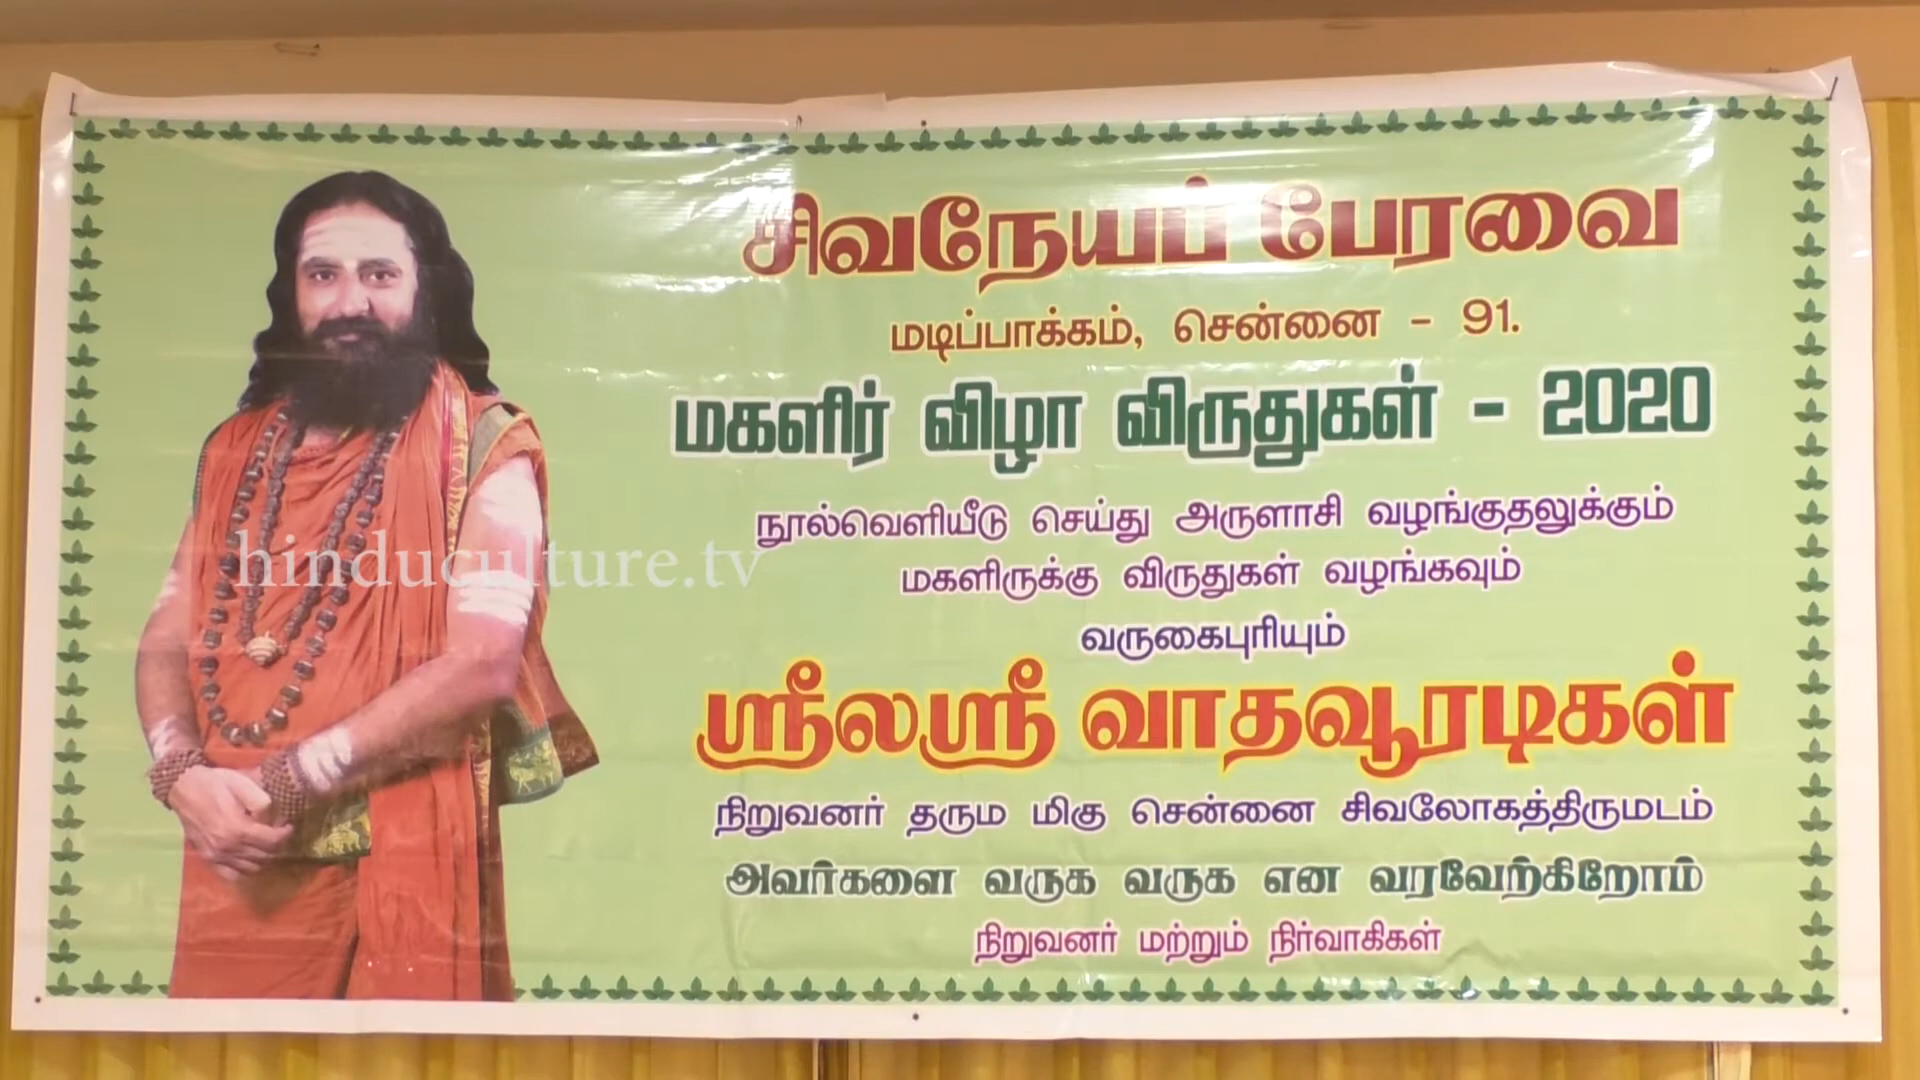 சிவநேயப் பேரவை
மடிப்பாக்கம், சென்னை - 91.
மகளிர் விழா விருதுகள் - 2020
நூல்வெளியீடு செய்து அருளாசி வழங்குதலுக்கும்
மகளிருக்கு விருதுகள் வழங்கவும்
வருகைபுரியும்
ஸ்ரீலஸ்ரீ வாதவூரடிகள்
நிறுவனர் தரும மிகு சென்னை சிவலோகத்திருமடம்
அவர்களை வருக வருக என வரவேற்கிறோம்
நிறுவனர் மற்றும் நிர்வாகிகள்
hinduculture.tv